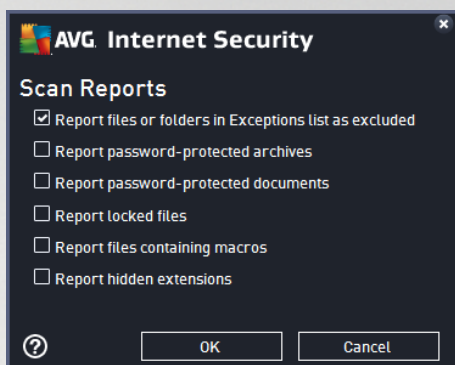 AVG. Internet Security
Scan Reports
Report files or folders in Exceptions list as excluded
Report password-protected archives
Report password-protected documents
Report locked files
Report files containing macros
Report hidden extensions
OK Cancel